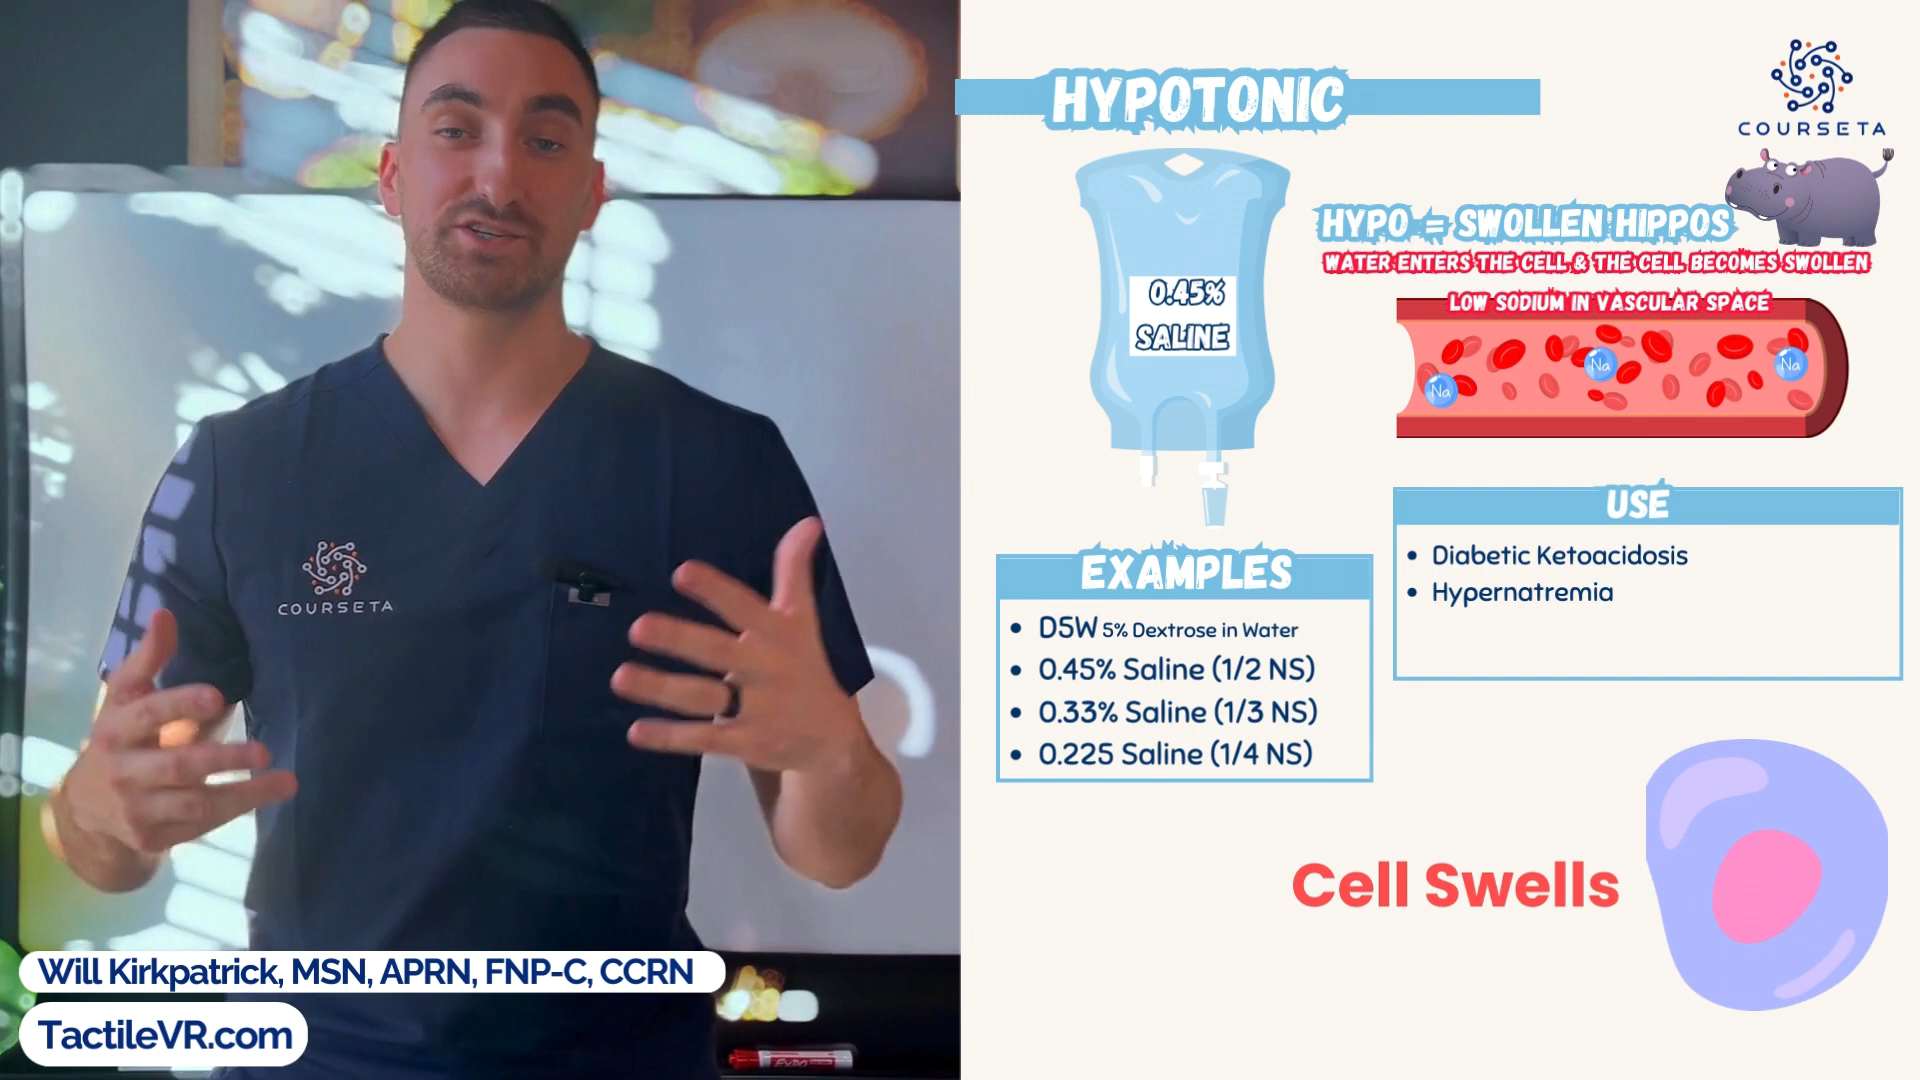 HYPOTONIC
COURSETA
HYPO = SWOLLEN HIPPOS
WATER ENTERS THE CELL & THE CELL BECOMES SWOLLEN
LOW SODIUM IN VASCULAR SPACE
0.45%
SALINE
Na
Na
Na
USE
• Diabetic Ketoacidosis
• Hypernatremia
EXAMPLES
• D5W 5% Dextrose in Water
• 0.45% Saline (1/2 NS)
• 0.33% Saline (1/3 NS)
• 0.225 Saline (1/4 NS)
Cell Swells
COURSETA
Will Kirkpatrick, MSN, APRN, FNP-C, CCRN
TactileVR.com
EXPO